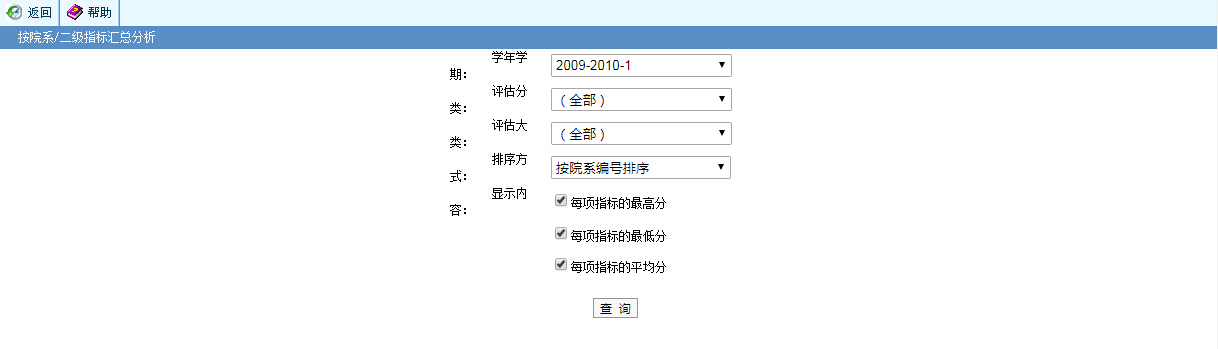 返回 帮助
按院系/二级指标汇总分析
学年学
期： 2009-2010-1
评估分
类： （全部）
评估大
类： （全部）
排序方
式： 按院系编号排序
显示内
容： 每项指标的最高分
每项指标的最低分
每项指标的平均分
查 询